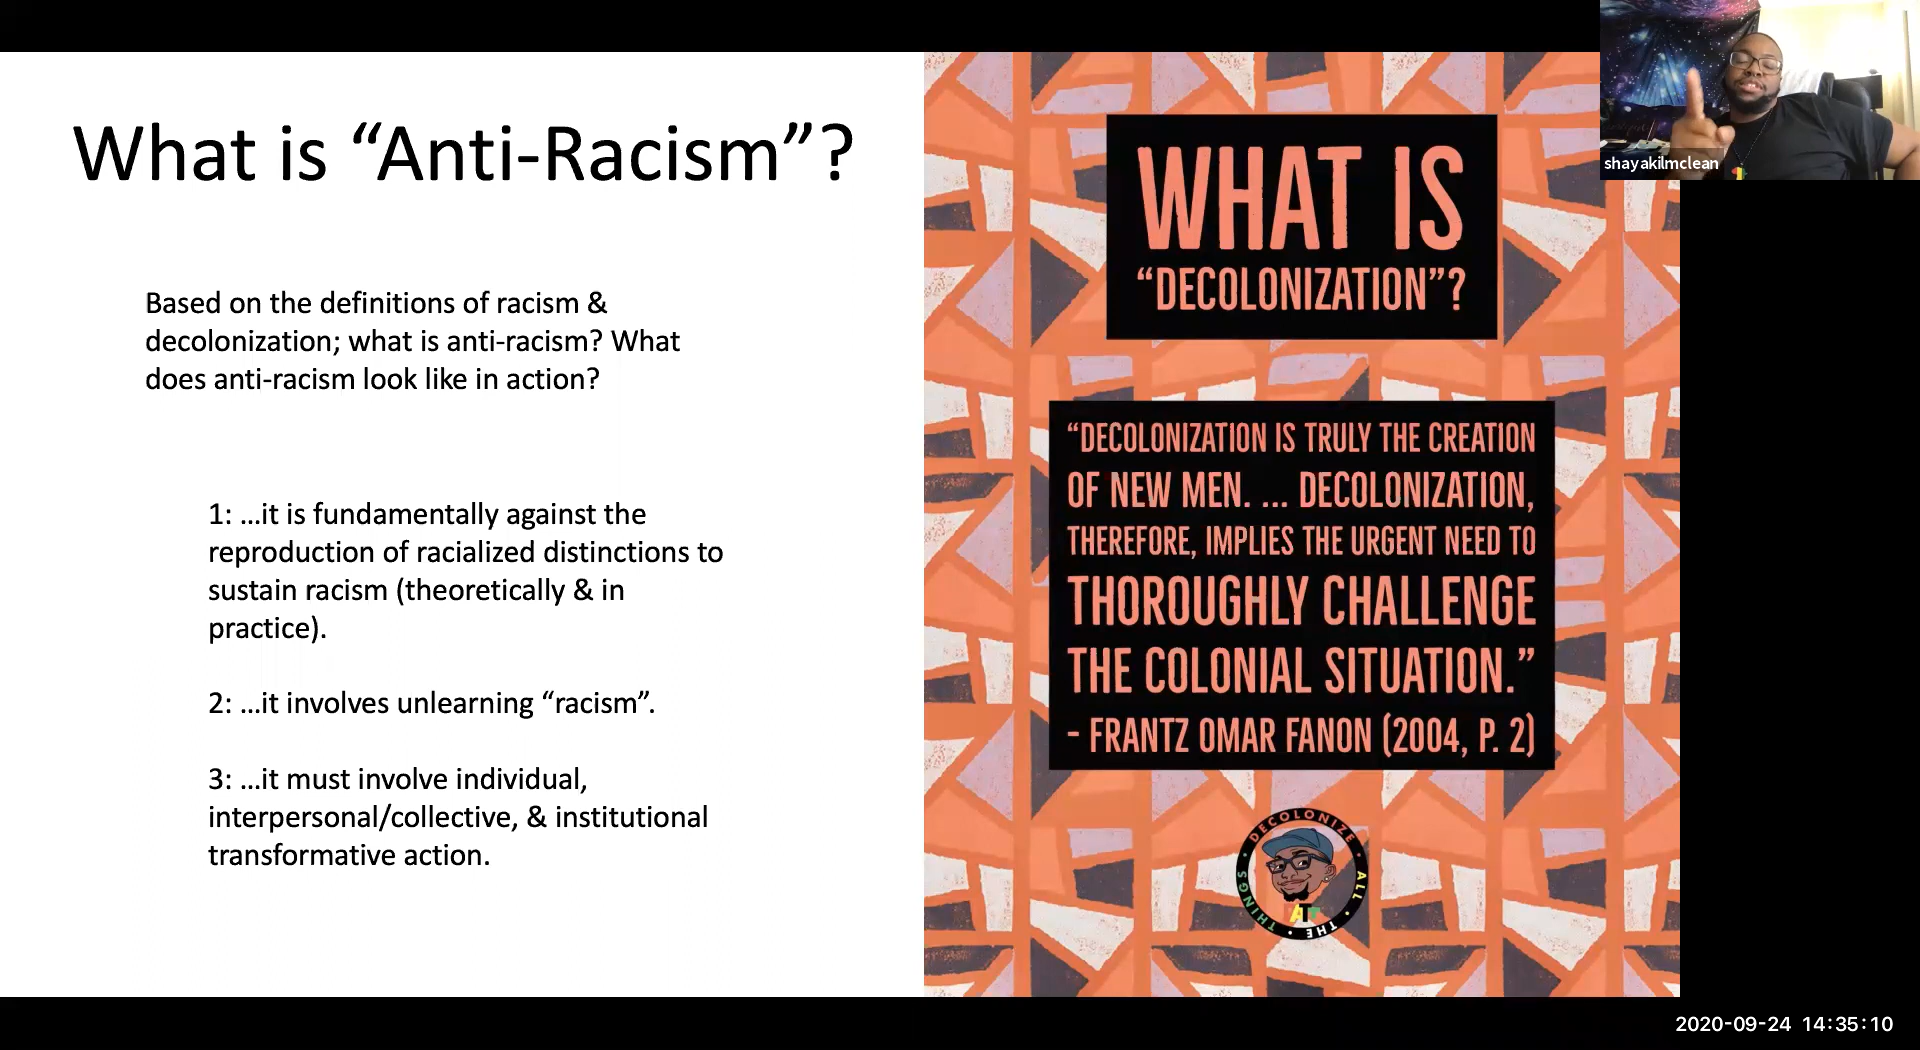 What is “Anti-Racism”?
Based on the definitions of racism &
decolonization; what is anti-racism? What
does anti-racism look like in action?
1: ...it is fundamentally against the
reproduction of racialized distinctions to
sustain racism (theoretically & in
practice).
2: ...it involves unlearning “racism”.
3: ...it must involve individual,
interpersonal/collective, & institutional
transformative action.
WHAT IS
“DECOLONIZATION”?
“DECOLONIZATION IS TRULY THE CREATION
OF NEW MEN. ... DECOLONIZATION,
THEREFORE, IMPLIES THE URGENT NEED TO
THOROUGHLY CHALLENGE
THE COLONIAL SITUATION.”
- FRANTZ OMAR FANON (2004, P. 2)
DECOLONIZE • ALL • THE • THINGS •
ATT
shayakilmclean
2020-09-24 14:35:10